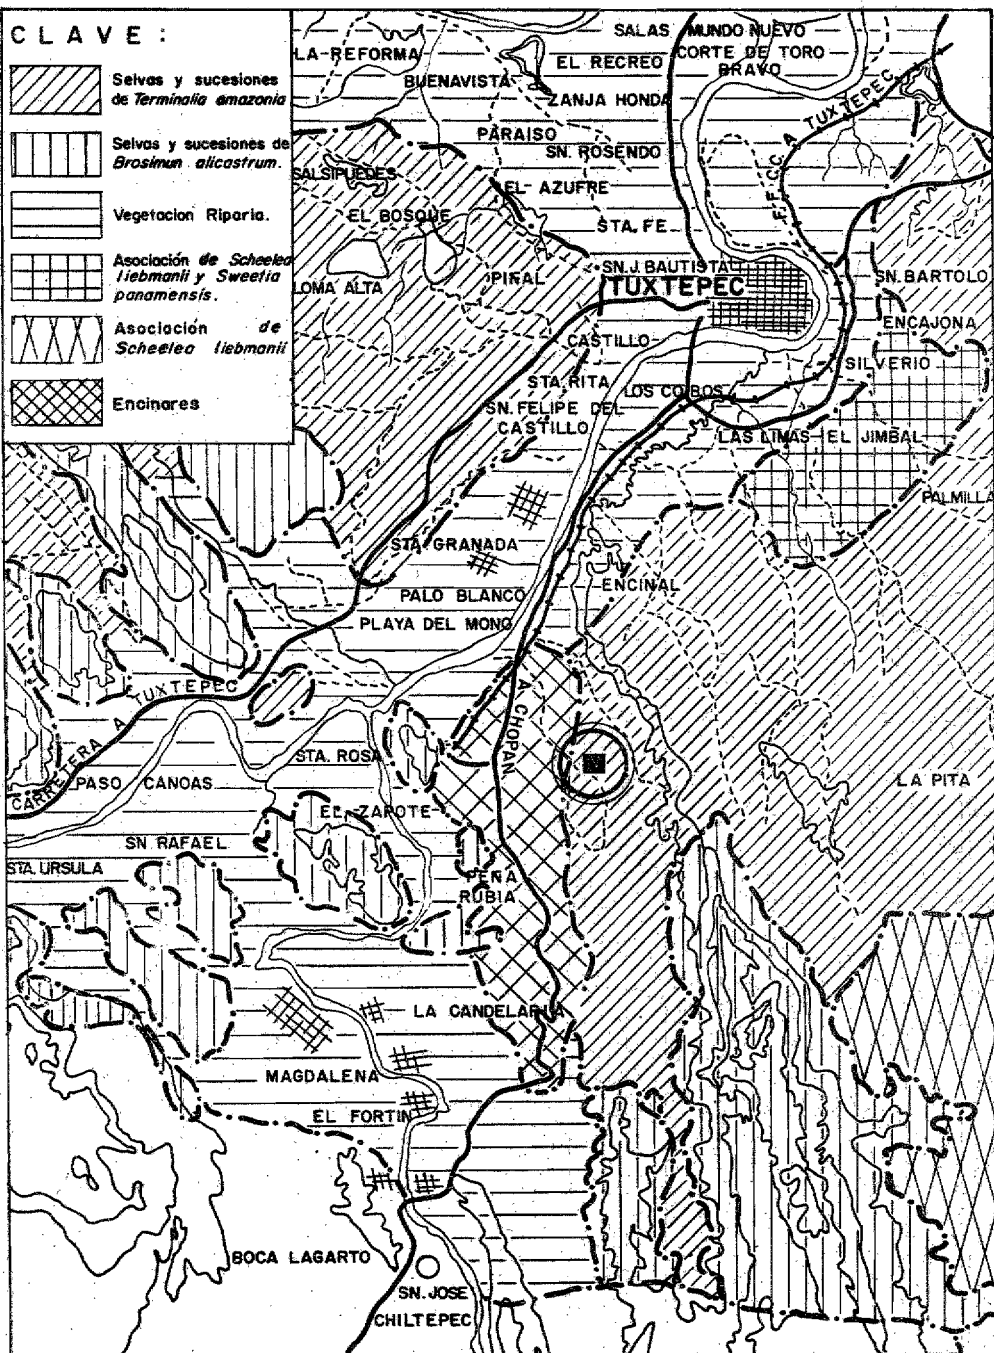 CLAVE :
Selvas y sucesiones
de Terminalia amazonia
Selvas y sucesiones de
Brosimun alicastrum.
Vegetacion Riparia.
Asociación de Scheelea
liebmanii y Sweetia
panamensis.
Asociación de
Scheelea liebmanii
Encinares
SALAS MUNDO NUEVO
LA REFORMA
CORTE DE TORO
BRAVO
EL RECREO
BUENAVISTA
ZANJA HONDA
F.F.C.C. A TUXTEPEC
PARAISO
SN. ROSENDO
SALSIPUEDES
EL AZUFRE
EL BOSQUE
STA. FE
SN. J. BAUTISTA
TUXTEPEC
PIÑAL
LOMA ALTA
SN. BARTOLO
ENCAJONA
CASTILLO
SILVERIO
STA. RITA
LOS COBOS
SN. FELIPE DEL
CASTILLO
LAS LIMAS
EL JIMBAL
PALMILLA
STA. GRANADA
ENCINAL
PALO BLANCO
PLAYA DEL MONO
CARRETERA A TUXTEPEC
A CHOPAN
STA. ROSA
PASO CANOAS
LA PITA
EL ZAPOTE
SN. RAFAEL
STA. URSULA
PEÑA
RUBIA
LA CANDELARIA
MAGDALENA
EL FORTIN
BOCA LAGARTO
SN. JOSE
CHILTEPEC